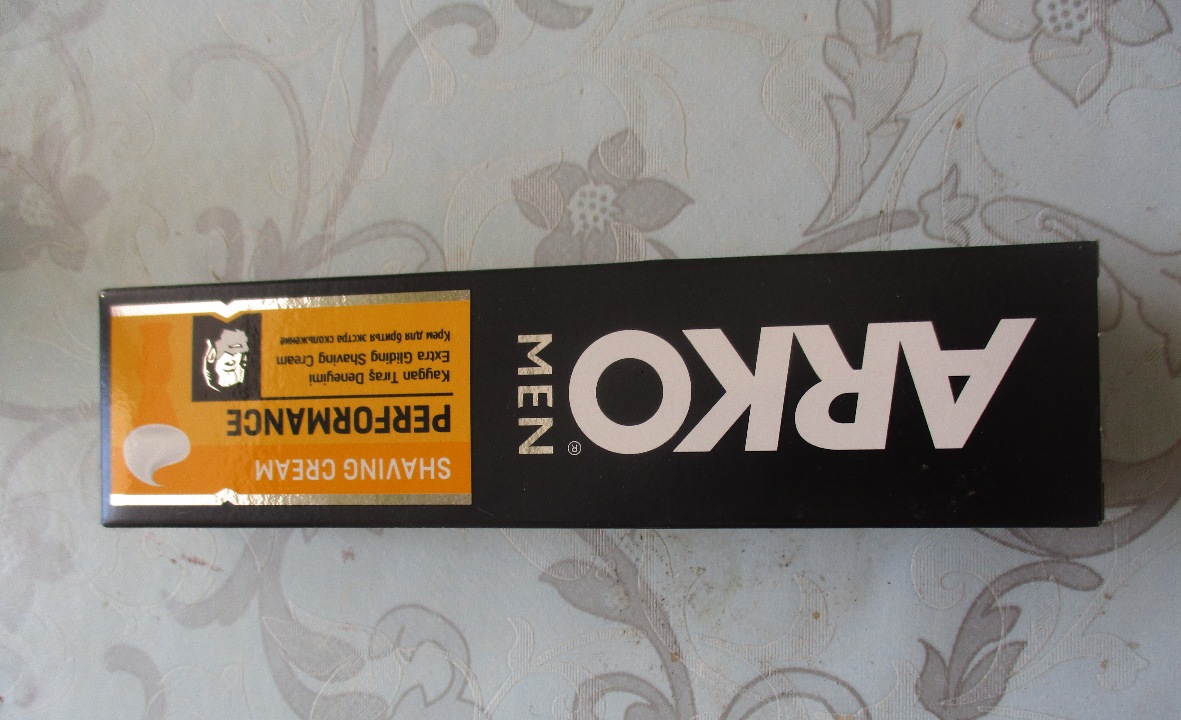 ARKO®
MEN
SHAVING CREAM
PERFORMANCE
Kaygan Tıraş Deneyimi
Extra Gliding Shaving Cream
Крем для бритья экстра скольжение